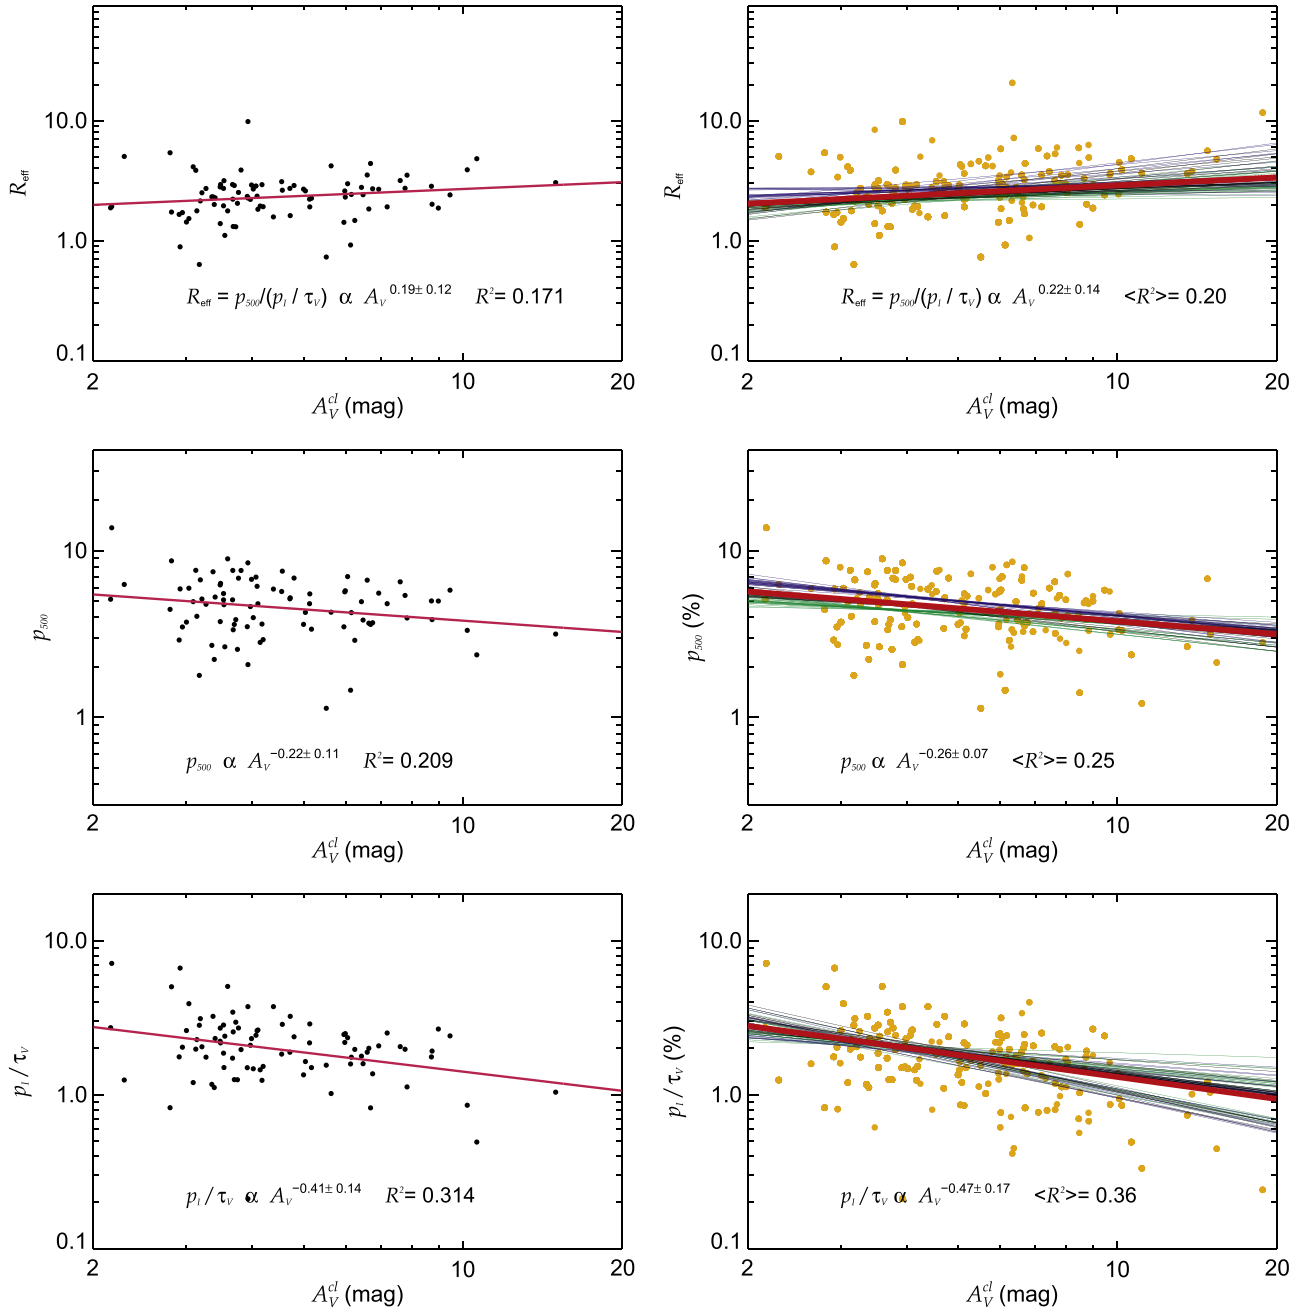 10.0
1.0
0.1
R_eff
R_eff = p_500/(p_l / τ_V) α A_V^0.19± 0.12 R²= 0.171
2 10 20
A_V^cl (mag)
10.0
1.0
0.1
R_eff
R_eff = p_500/(p_l / τ_V) α A_V^0.22± 0.14 <R²>= 0.20
2 10 20
A_V^cl (mag)
10
1
p_500
p_500 α A_V^−0.22± 0.11 R²= 0.209
2 10 20
A_V^cl (mag)
10
1
p_500 (%)
p_500 α A_V^−0.26± 0.07 <R²>= 0.25
2 10 20
A_V^cl (mag)
10.0
1.0
0.1
p_l / τ_V
p_l / τ_V α A_V^−0.41± 0.14 R²= 0.314
2 10 20
A_V^cl (mag)
10.0
1.0
0.1
p_l / τ_V (%)
p_l / τ_V α A_V^−0.47± 0.17 <R²>= 0.36
2 10 20
A_V^cl (mag)